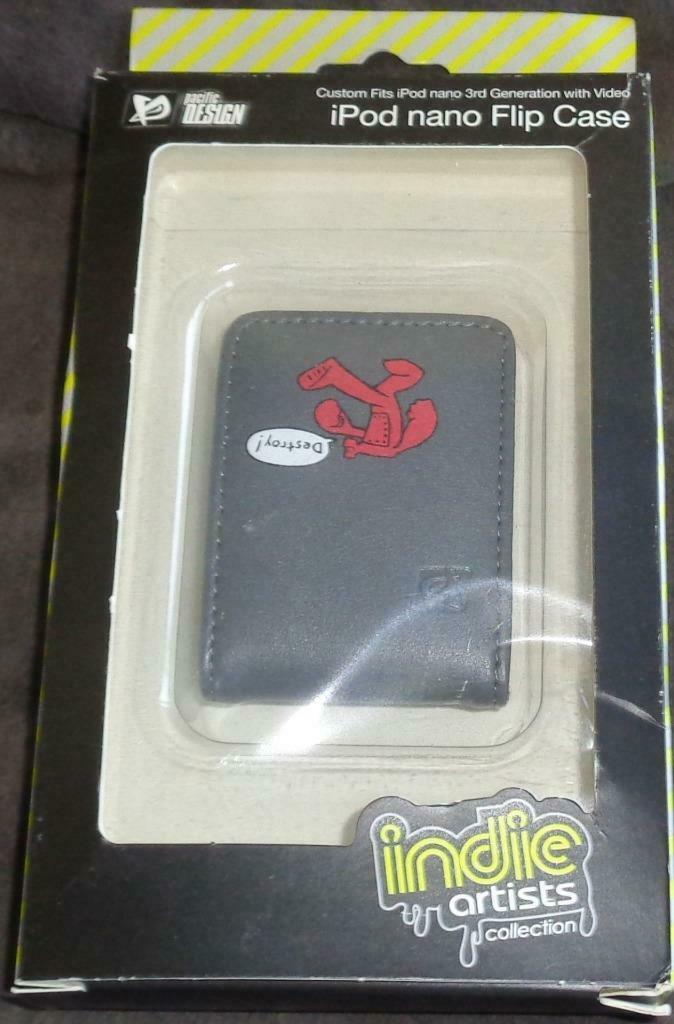 pacific
DESIGN
Custom Fits iPod nano 3rd Generation with Video
iPod nano Flip Case
Destroy!
indie
artists
collection